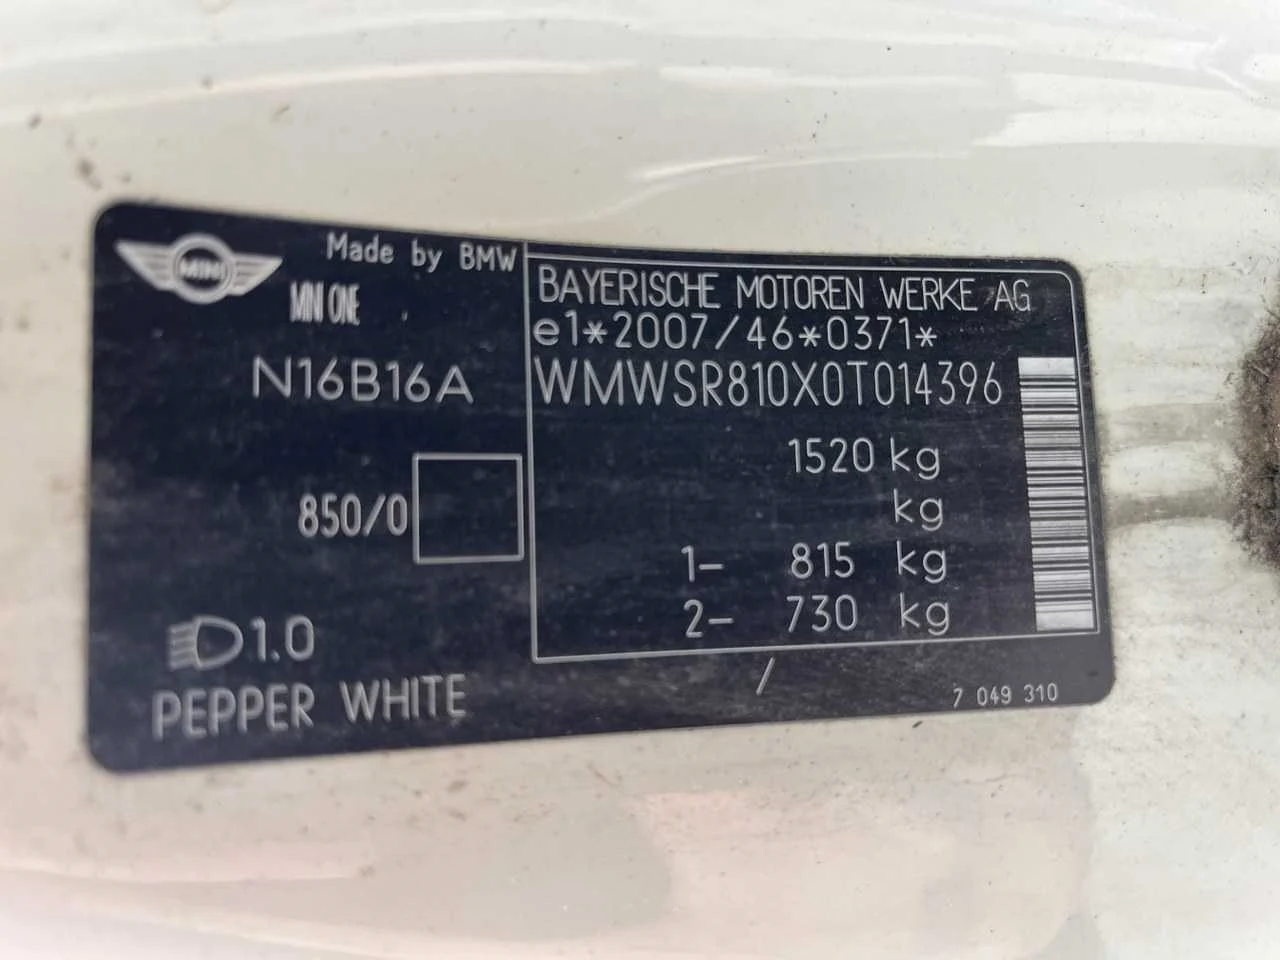 MINI
Made by BMW
MINI ONE
N16B16A
850/0
1.0
PEPPER WHITE
BAYERISCHE MOTOREN WERKE AG
e1*2007/46*0371*
WMWSR810X0T014396
1520 kg
kg
1– 815 kg
2– 730 kg
/
7 049 310